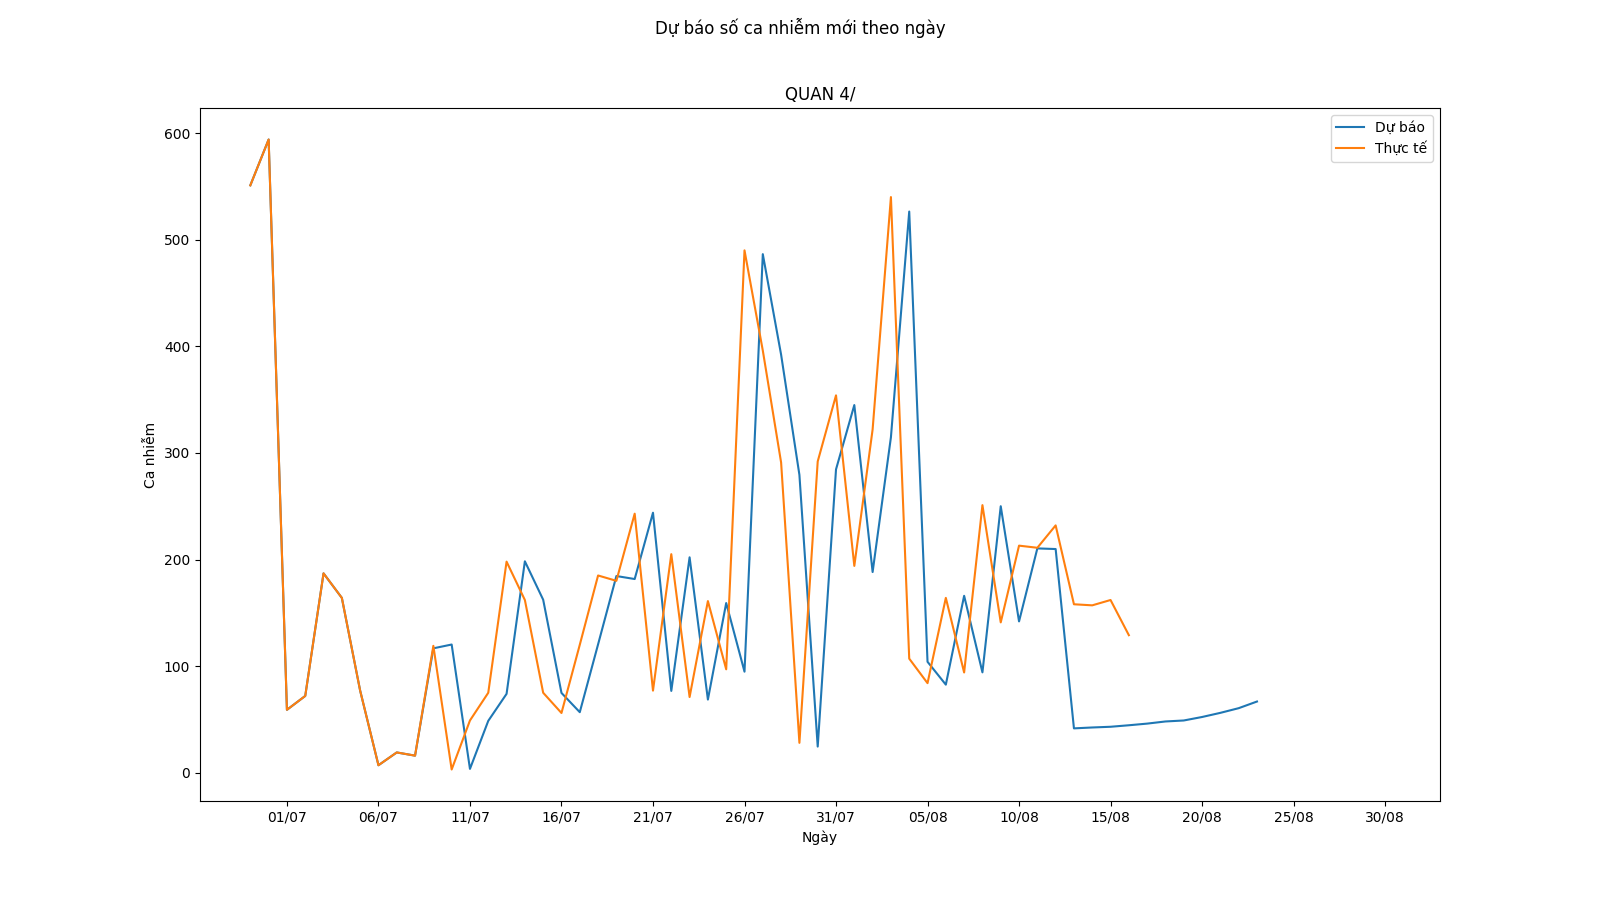 Dự báo số ca nhiễm mới theo ngày
QUAN 4/
Dự báo
Thực tế
600
500
400
300
200
100
0
Ca nhiễm
01/07 06/07 11/07 16/07 21/07 26/07 31/07 05/08 10/08 15/08 20/08 25/08 30/08
Ngày